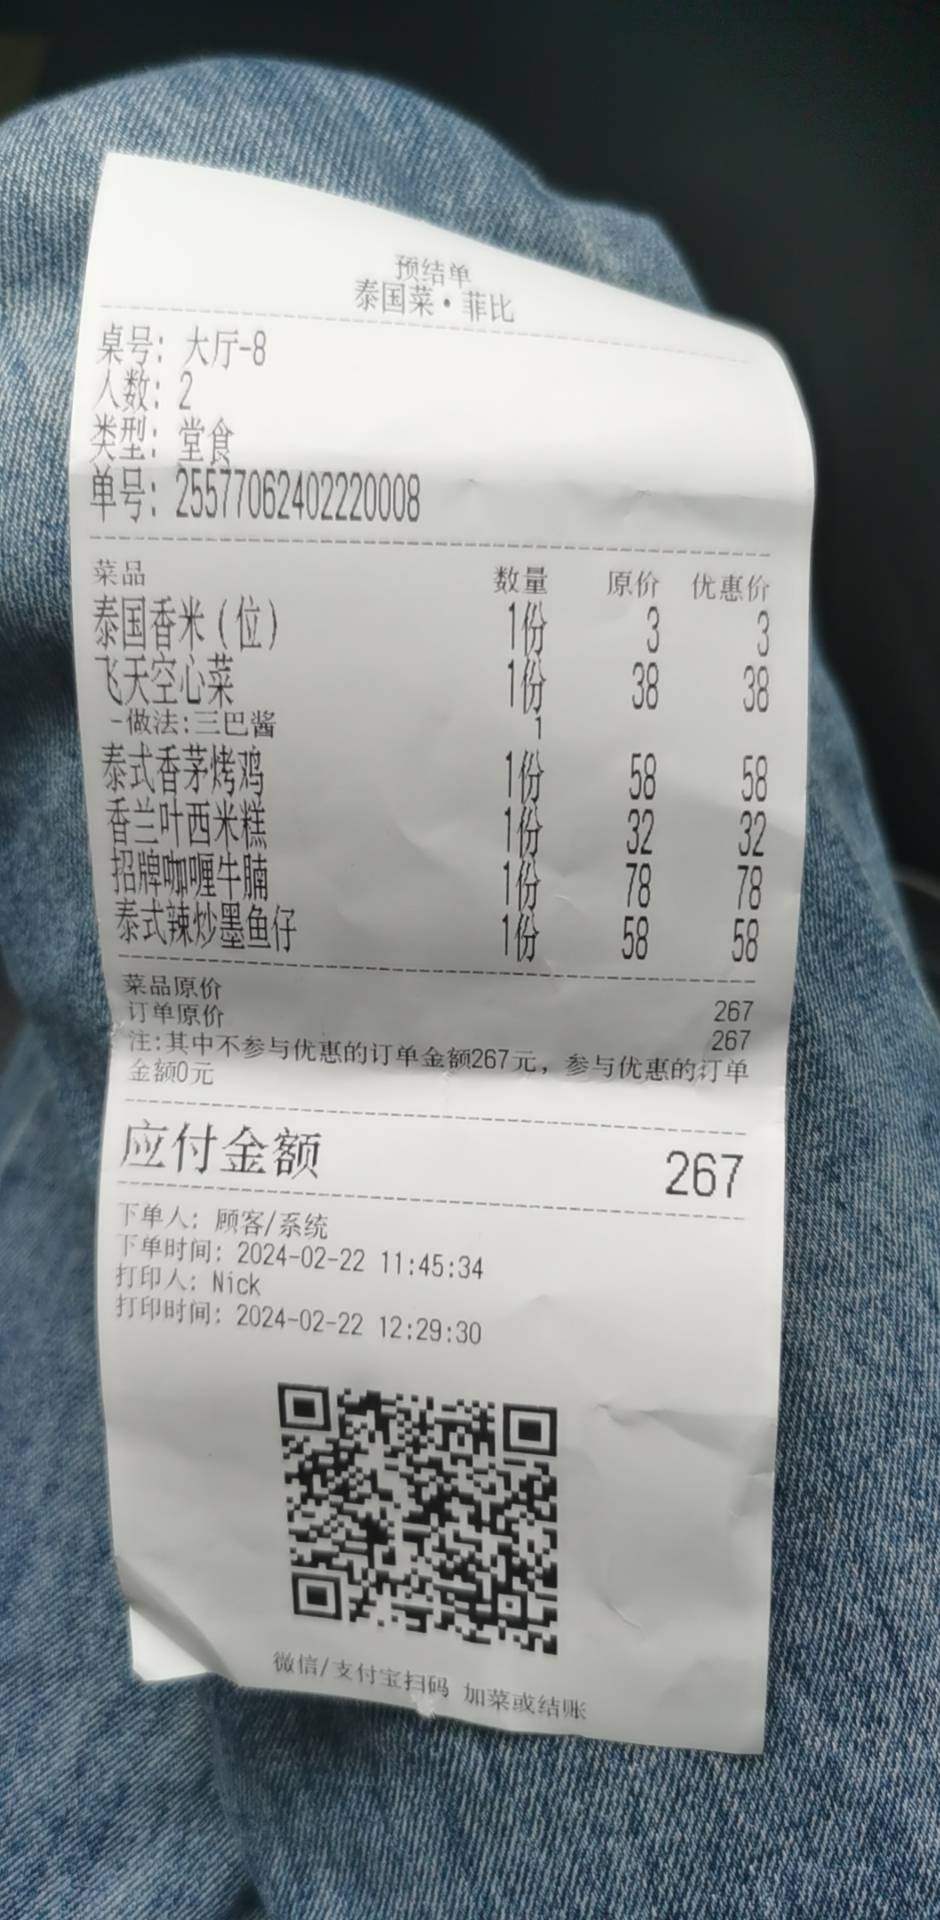 预结单
泰国菜·菲比
桌号: 大厅-8
人数: 2
类型: 堂食
单号: 25577062402220008
菜品 数量 原价 优惠价
泰国香米(位) 1份 3 3
飞天空心菜 1份 38 38
-做法:三巴酱 1
泰式香茅烤鸡 1份 58 58
香兰叶西米糕 1份 32 32
招牌咖喱牛腩 1份 78 78
泰式辣炒墨鱼仔 1份 58 58
菜品原价 267
订单原价 267
注:其中不参与优惠的订单金额267元, 参与优惠的订单
金额0元
应付金额 267
下单人: 顾客/系统
下单时间: 2024-02-22 11:45:34
打印人: Nick
打印时间: 2024-02-22 12:29:30
微信/支付宝扫码 加菜或结账